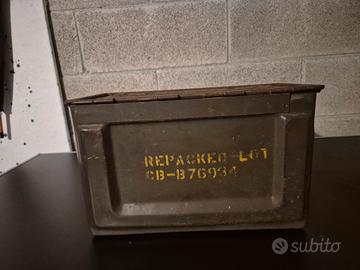 REPACKED LOT
CB-B76934
subito